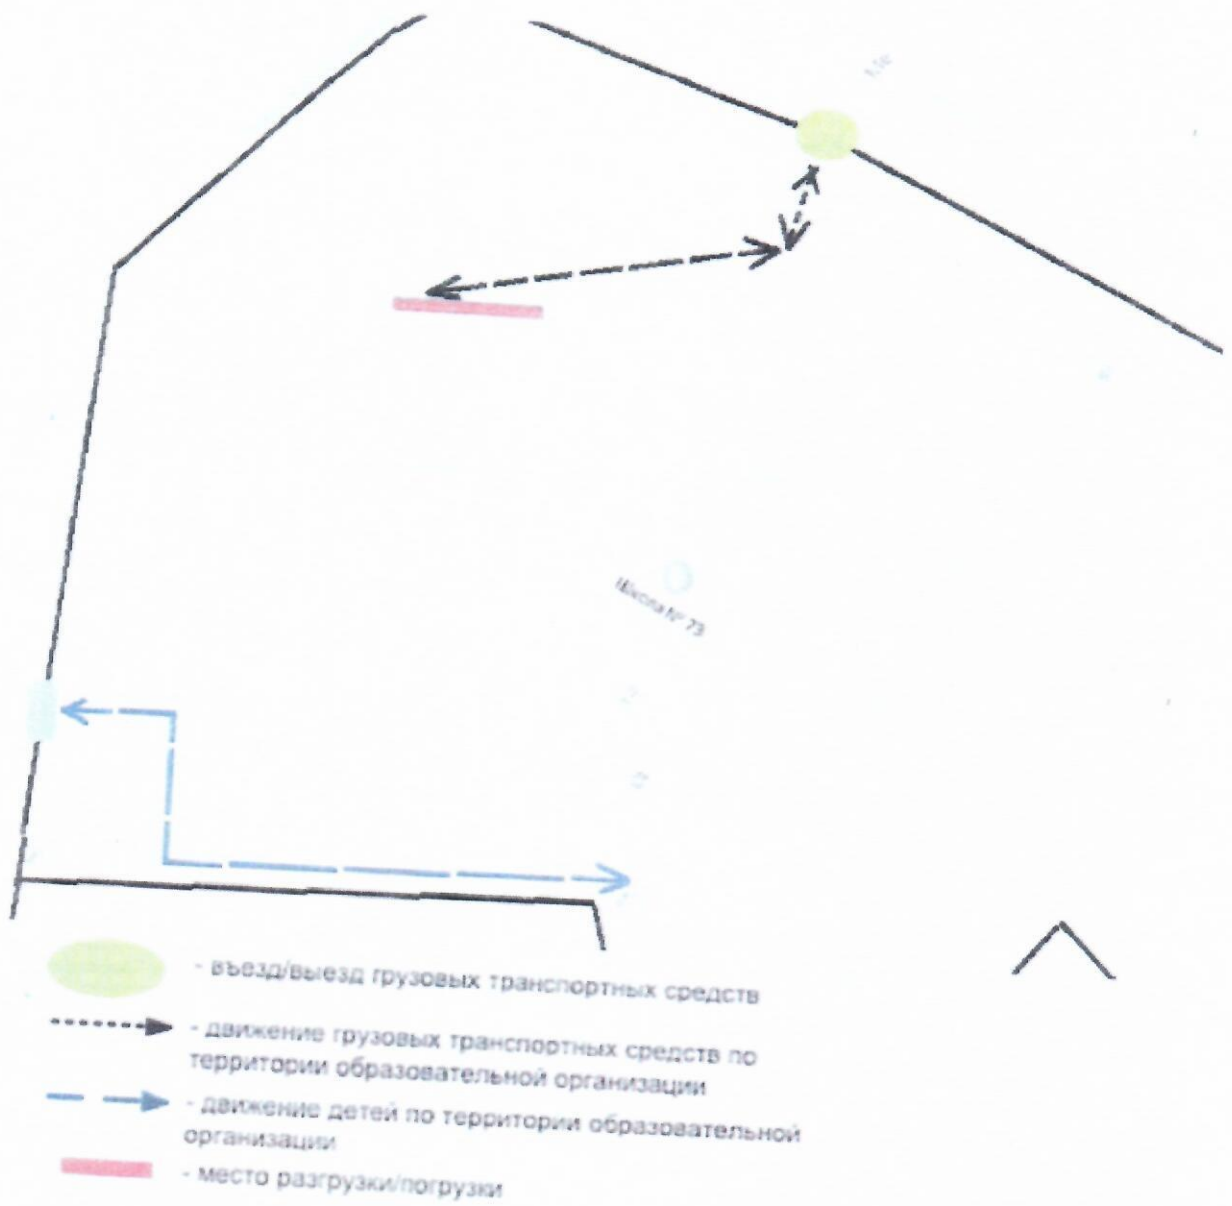 Школа № 73
- въезд/выезд грузовых транспортных средств
- движение грузовых транспортных средств по
территории образовательной организации
- движение детей по территории образовательной
организации
- место разгрузки/погрузки